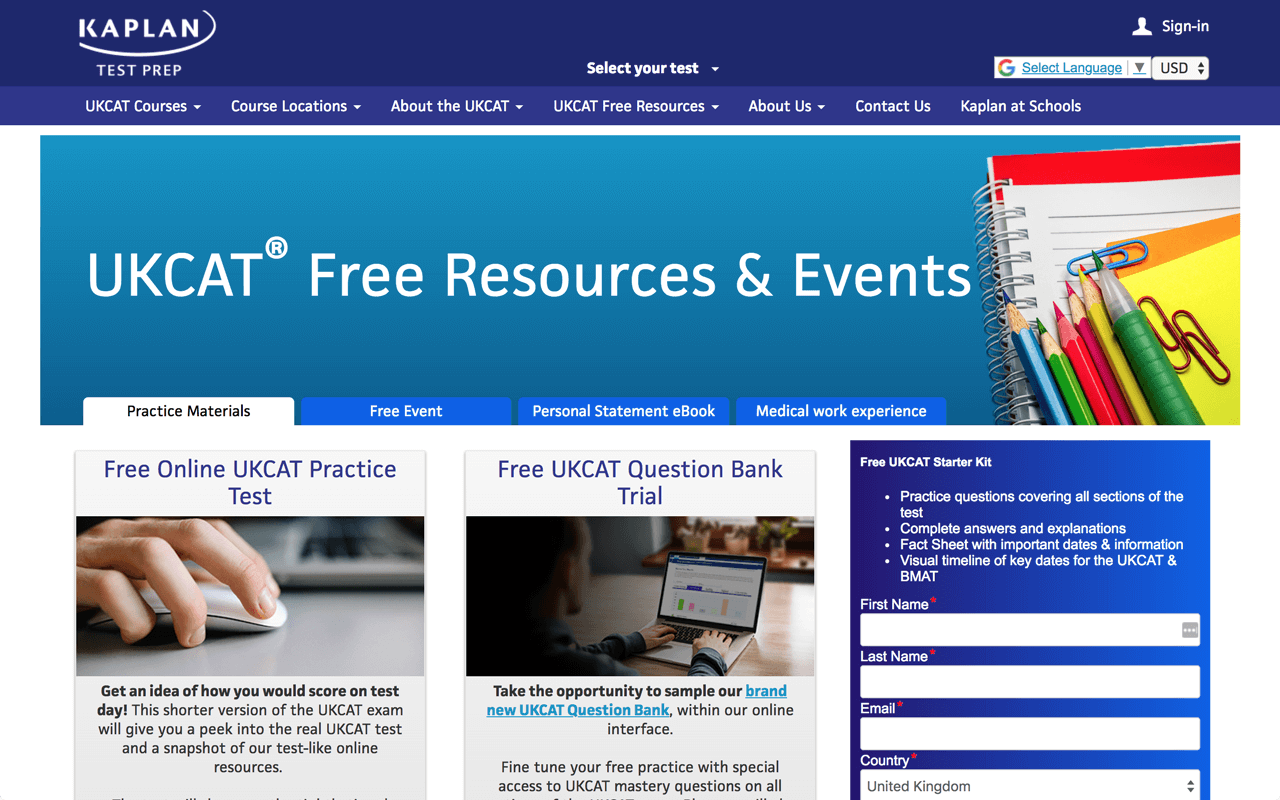 KAPLAN
TEST PREP
Sign-in
Select your test
Select Language
USD
UKCAT Courses
Course Locations
About the UKCAT
UKCAT Free Resources
About Us
Contact Us
Kaplan at Schools
UKCAT® Free Resources & Events
Practice Materials
Free Event
Personal Statement eBook
Medical work experience
Free Online UKCAT Practice
Test
Get an idea of how you would score on test
day! This shorter version of the UKCAT exam
will give you a peek into the real UKCAT test
and a snapshot of our test-like online
resources.
Free UKCAT Question Bank
Trial
Take the opportunity to sample our brand
new UKCAT Question Bank, within our online
interface.
Fine tune your free practice with special
access to UKCAT mastery questions on all
Free UKCAT Starter Kit
• Practice questions covering all sections of the
test
• Complete answers and explanations
• Fact Sheet with important dates & information
• Visual timeline of key dates for the UKCAT &
BMAT
First Name*
Last Name*
Email*
Country*
United Kingdom